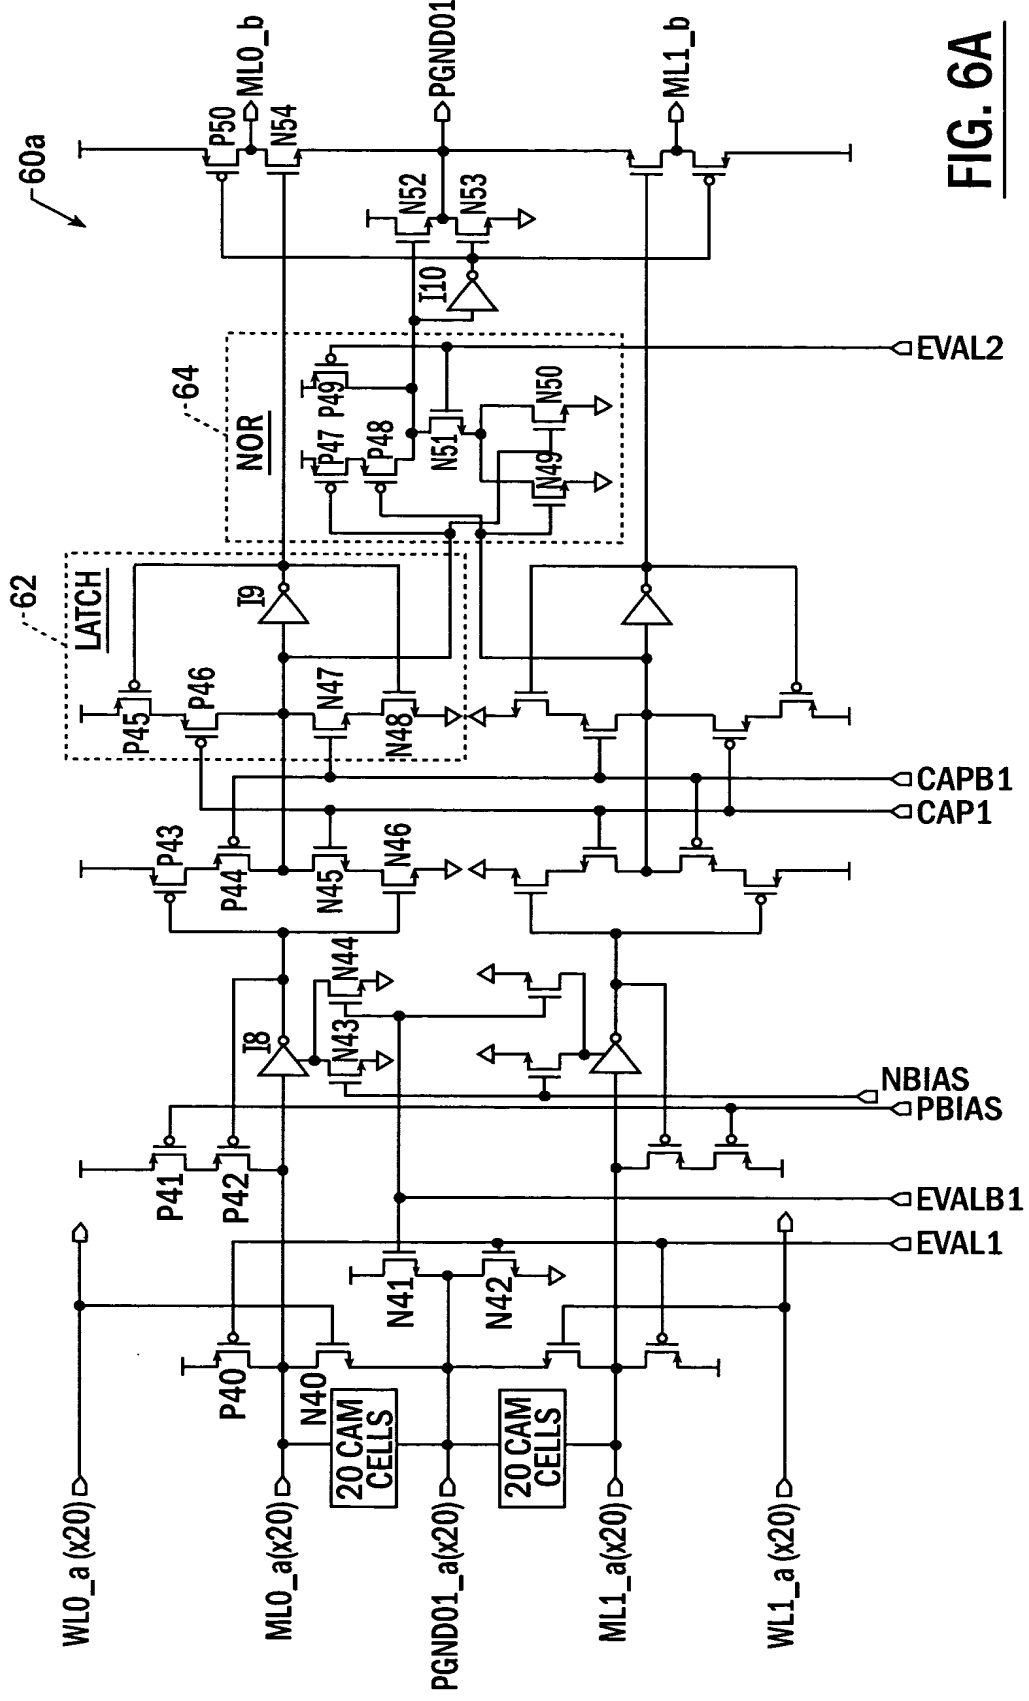 60a
62
64
LATCH
NOR
WL0_a (x20)
ML0_a(x20)
PGND01_a(x20)
ML1_a(x20)
WL1_a (x20)
20 CAM
CELLS
20 CAM
CELLS
P40
N40
N41
N42
P41
P42
I8
N43
N44
P43
P44
N45
N46
P45
P46
N47
N48
I9
P47
P48
P49
N51
N49
N50
I10
N52
N53
P50
N54
ML0_b
PGND01
ML1_b
EVAL1
EVALB1
PBIAS
NBIAS
CAP1
CAPB1
EVAL2
FIG. 6A